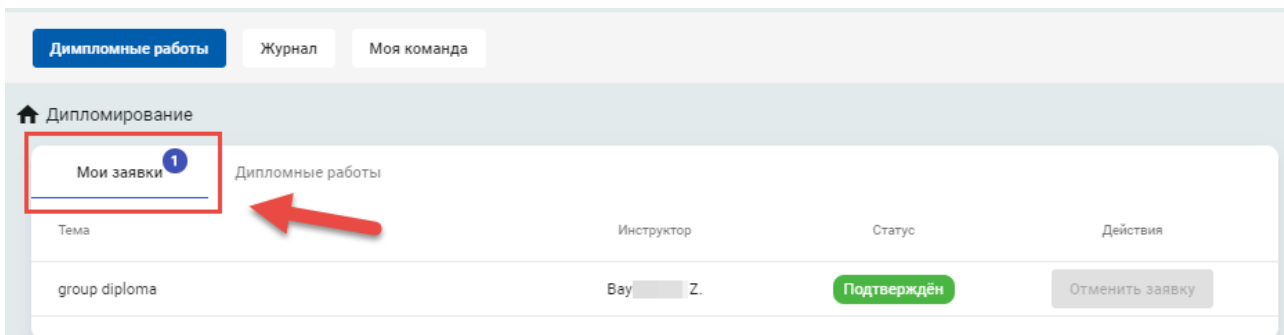 Димпломные работы Журнал Моя команда
Дипломирование
Мои заявки 1 Дипломные работы
Тема Инструктор Статус Действия
group diploma Bay Z. Подтверждён Отменить заявку